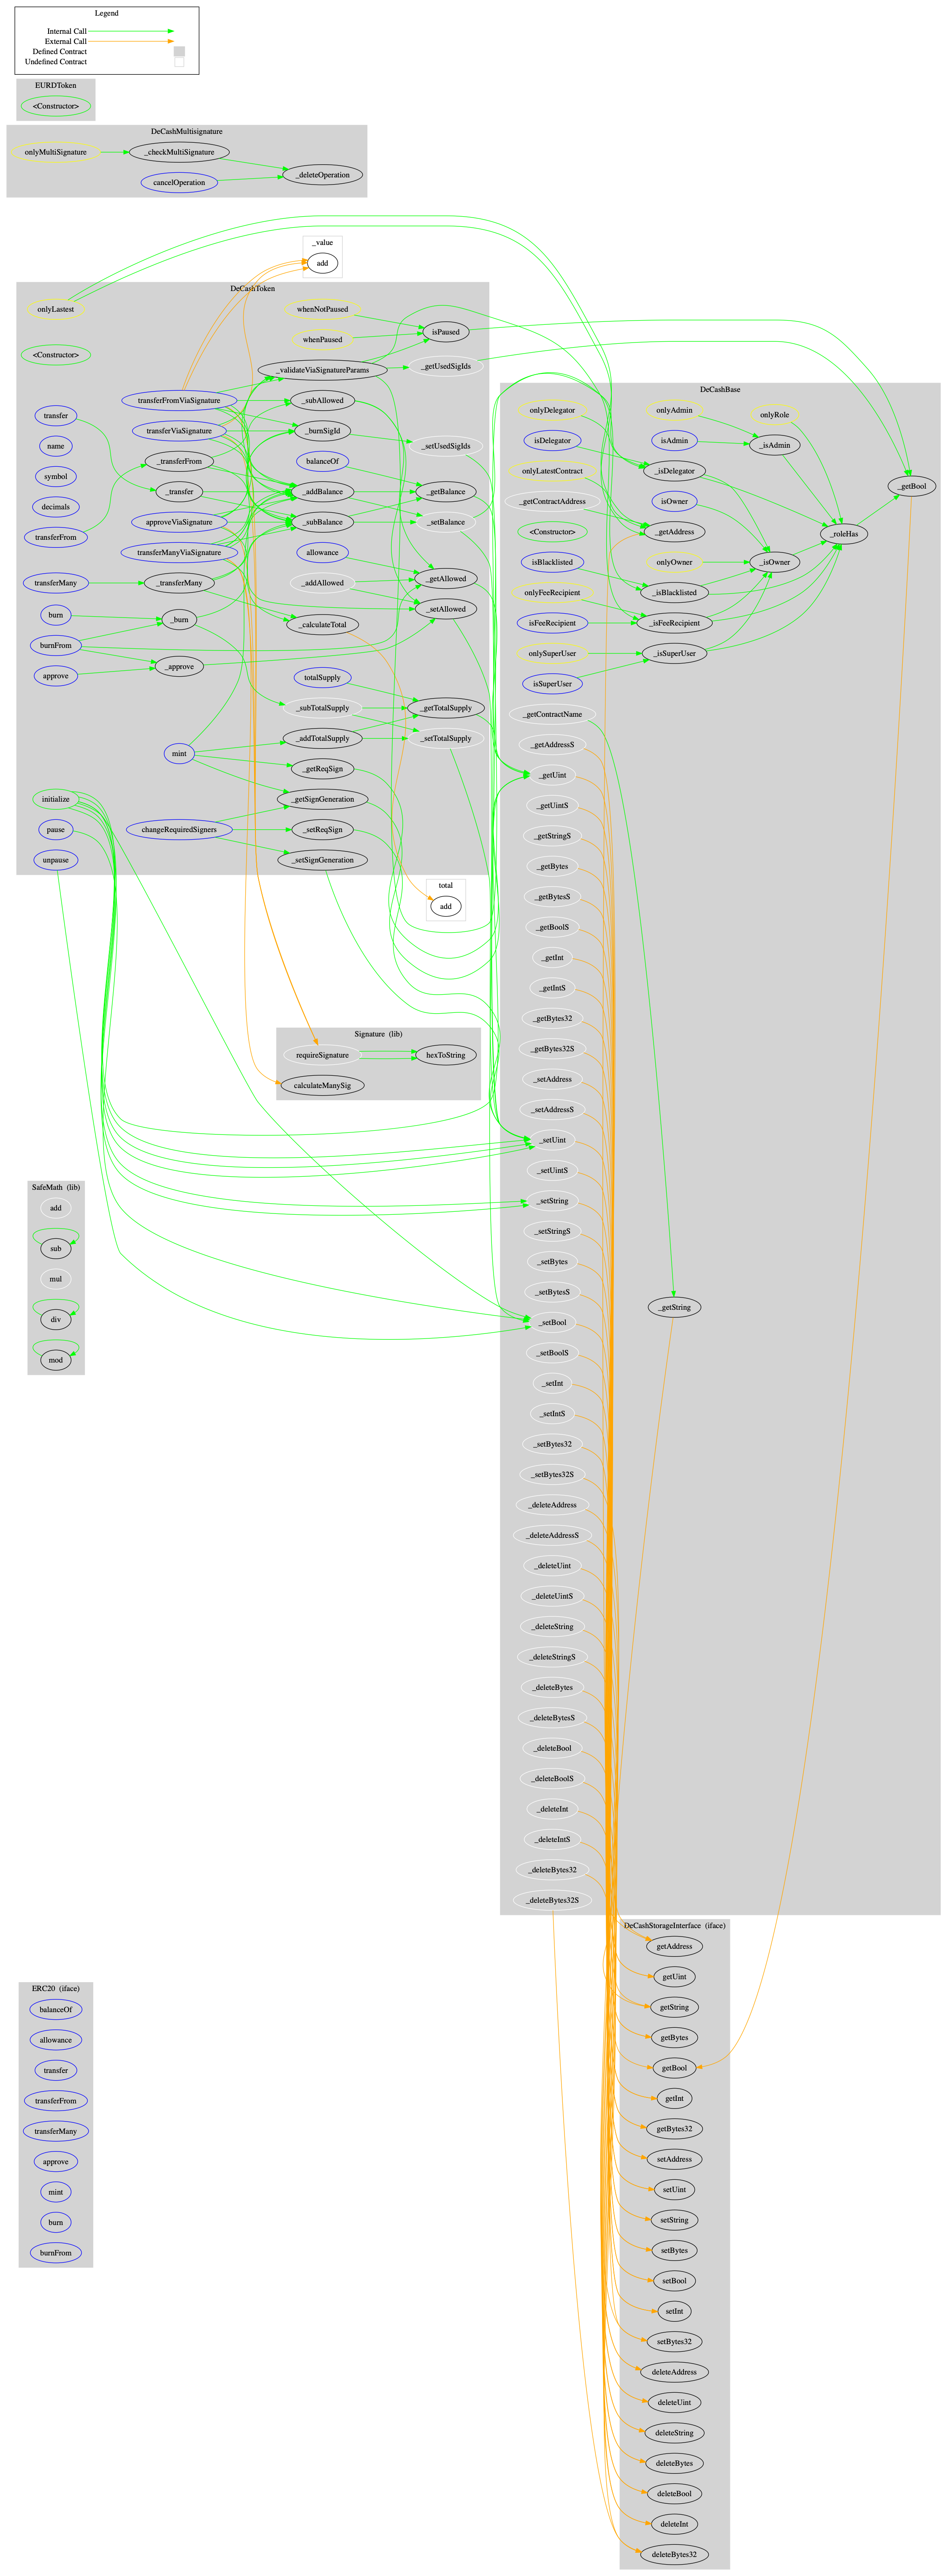 Legend
Internal Call
External Call
Defined Contract
Undefined Contract
EURDToken
<Constructor>
DeCashMultisignature
onlyMultiSignature
_checkMultiSignature
cancelOperation
_deleteOperation
_value
add
DeCashToken
onlyLastest
<Constructor>
transfer
name
symbol
decimals
transferFrom
transferMany
burn
burnFrom
approve
initialize
pause
unpause
transferFromViaSignature
transferViaSignature
_transferFrom
_transfer
approveViaSignature
transferManyViaSignature
_transferMany
_burn
_approve
mint
changeRequiredSigners
whenNotPaused
whenPaused
_validateViaSignatureParams
_subAllowed
_burnSigId
balanceOf
_addBalance
_subBalance
allowance
_addAllowed
_calculateTotal
totalSupply
_subTotalSupply
_addTotalSupply
_getReqSign
_getSignGeneration
_setReqSign
_setSignGeneration
isPaused
_getUsedSigIds
_setUsedSigIds
_getBalance
_setBalance
_getAllowed
_setAllowed
_getTotalSupply
_setTotalSupply
total
add
Signature  (lib)
requireSignature
hexToString
calculateManySig
DeCashBase
onlyDelegator
isDelegator
onlyLatestContract
_getContractAddress
<Constructor>
isBlacklisted
onlyFeeRecipient
isFeeRecipient
onlySuperUser
isSuperUser
_getContractName
_getAddressS
_getUint
_getUintS
_getStringS
_getBytes
_getBytesS
_getBoolS
_getInt
_getIntS
_getBytes32
_getBytes32S
_setAddress
_setAddressS
_setUint
_setUintS
_setString
_setStringS
_setBytes
_setBytesS
_setBool
_setBoolS
_setInt
_setIntS
_setBytes32
_setBytes32S
_deleteAddress
_deleteAddressS
_deleteUint
_deleteUintS
_deleteString
_deleteStringS
_deleteBytes
_deleteBytesS
_deleteBool
_deleteBoolS
_deleteInt
_deleteIntS
_deleteBytes32
_deleteBytes32S
onlyAdmin
isAdmin
_isDelegator
isOwner
_getAddress
onlyOwner
_isBlacklisted
_isFeeRecipient
_isSuperUser
_getString
onlyRole
_isAdmin
_isOwner
_roleHas
_getBool
SafeMath  (lib)
add
sub
mul
div
mod
DeCashStorageInterface  (iface)
getAddress
getUint
getString
getBytes
getBool
getInt
getBytes32
setAddress
setUint
setString
setBytes
setBool
setInt
setBytes32
deleteAddress
deleteUint
deleteString
deleteBytes
deleteBool
deleteInt
deleteBytes32
ERC20  (iface)
balanceOf
allowance
transfer
transferFrom
transferMany
approve
mint
burn
burnFrom